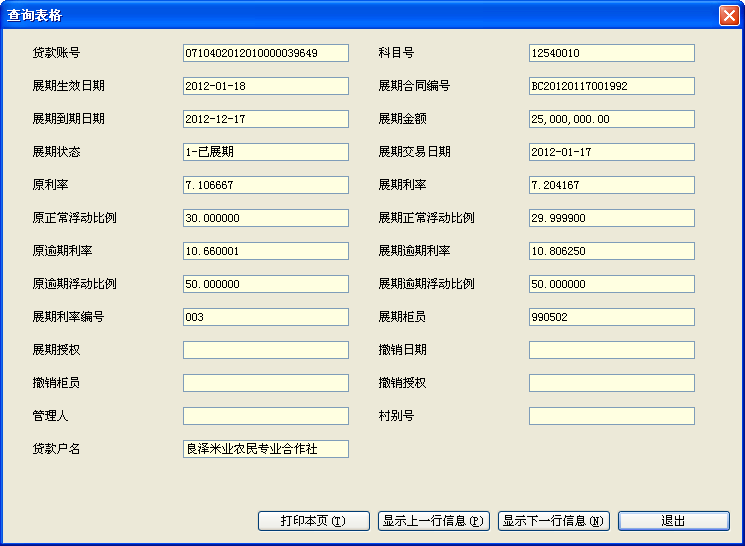 查询表格
贷款账号 0710402012010000039649 科目号 12540010
展期生效日期 2012-01-18 展期合同编号 BC20120117001992
展期到期日期 2012-12-17 展期金额 25,000,000.00
展期状态 1-已展期 展期交易日期 2012-01-17
原利率 7.106667 展期利率 7.204167
原正常浮动比例 30.000000 展期正常浮动比例 29.999900
原逾期利率 10.660001 展期逾期利率 10.806250
原逾期浮动比例 50.000000 展期逾期浮动比例 50.000000
展期利率编号 003 展期柜员 990502
展期授权 撤销日期
撤销柜员 撤销授权
管理人 村别号
贷款户名 良泽米业农民专业合作社
打印本页(T) 显示上一行信息(P) 显示下一行信息(N) 退出